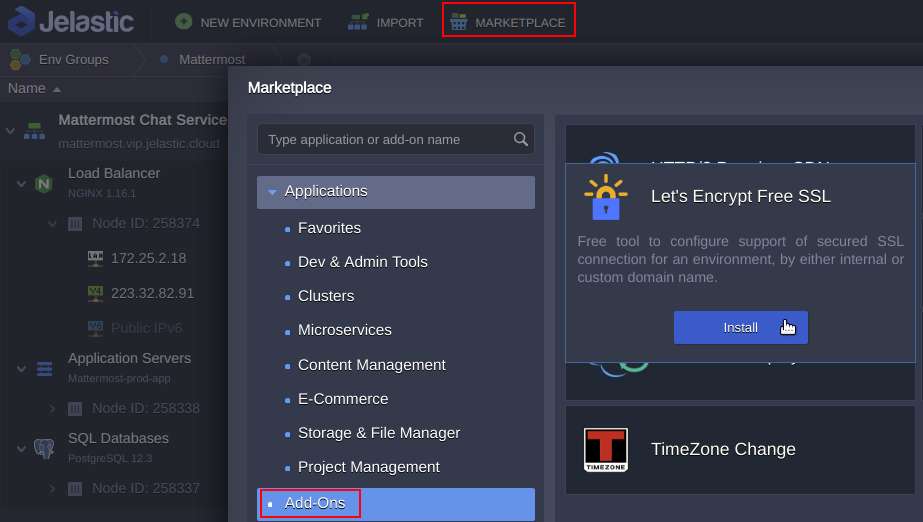 Jelastic
NEW ENVIRONMENT
IMPORT
MARKETPLACE
Env Groups
Mattermost
Name
Mattermost Chat Service
mattermost.vip.jelastic.cloud
Load Balancer
NGINX 1.16.1
Node ID: 258374
LAN
172.25.2.18
V4
223.32.82.91
V6
Public IPv6
Application Servers
Mattermost-prod-app
Node ID: 258338
SQL Databases
PostgreSQL 12.3
Node ID: 258337
Marketplace
Type application or add-on name
Applications
Favorites
Dev & Admin Tools
Clusters
Microservices
Content Management
E-Commerce
Storage & File Manager
Project Management
Add-Ons
Let's Encrypt Free SSL
Free tool to configure support of secured SSL
connection for an environment, by either internal or
custom domain name.
Install
T
TIMEZONE
TimeZone Change